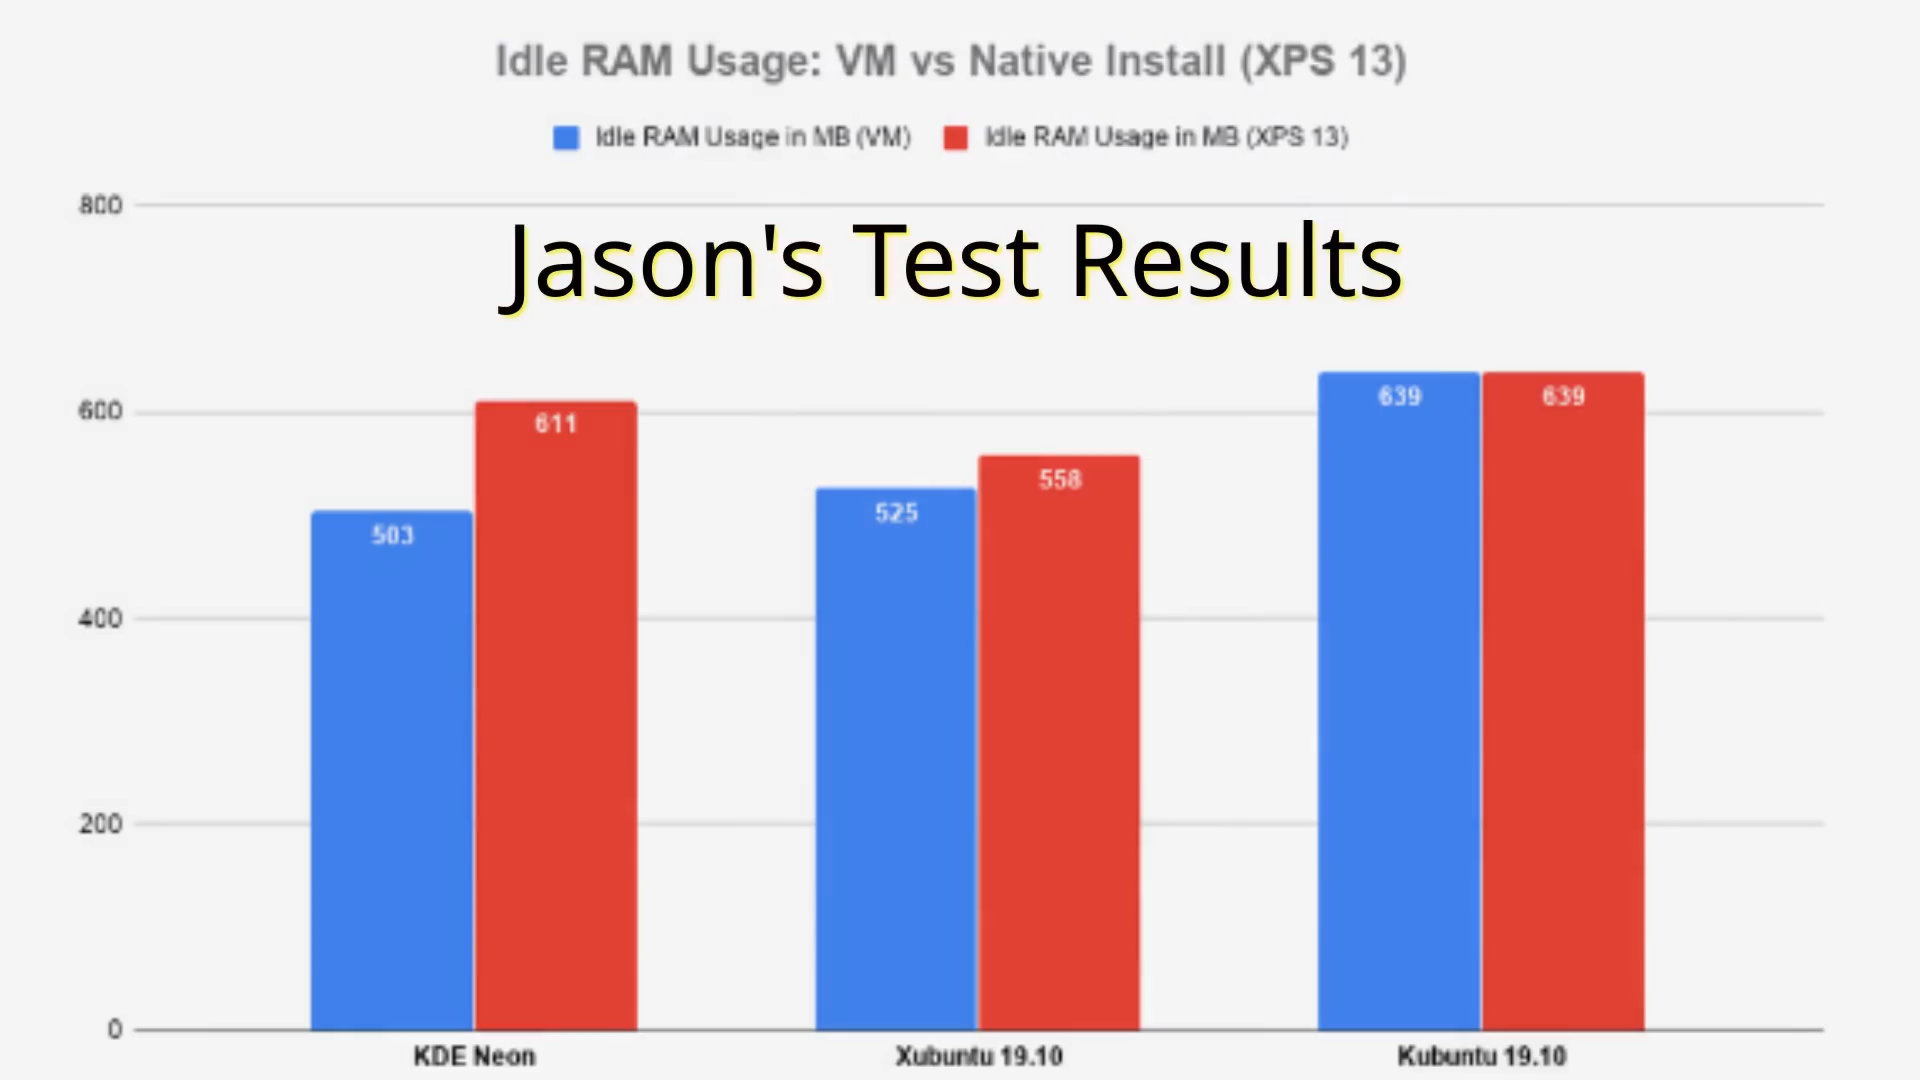 Idle RAM Usage: VM vs Native Install (XPS 13)
Idle RAM Usage in MB (VM) Idle RAM Usage in MB (XPS 13)
800
Jason's Test Results
600
611
639
639
503
525
558
400
200
0
KDE Neon Xubuntu 19.10 Kubuntu 19.10